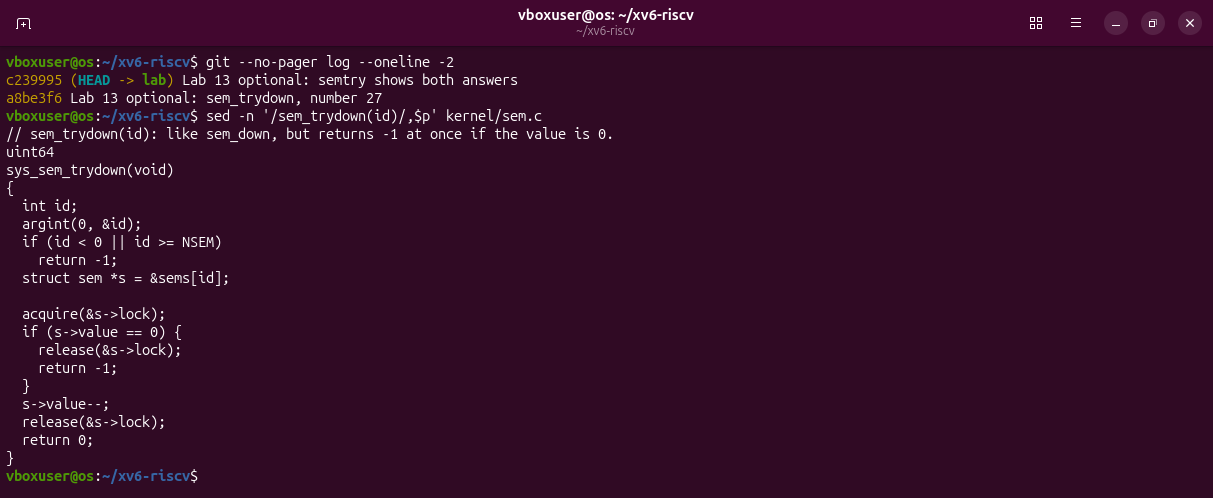 vboxuser@os: ~/xv6-riscv
~/xv6-riscv
vboxuser@os:~/xv6-riscv$ git --no-pager log --oneline -2
c239995 (HEAD -> lab) Lab 13 optional: semtry shows both answers
a8be3f6 Lab 13 optional: sem_trydown, number 27
vboxuser@os:~/xv6-riscv$ sed -n '/sem_trydown(id)/,$p' kernel/sem.c
// sem_trydown(id): like sem_down, but returns -1 at once if the value is 0.
uint64
sys_sem_trydown(void)
{
  int id;
  argint(0, &id);
  if (id < 0 || id >= NSEM)
    return -1;
  struct sem *s = &sems[id];

  acquire(&s->lock);
  if (s->value == 0) {
    release(&s->lock);
    return -1;
  }
  s->value--;
  release(&s->lock);
  return 0;
}
vboxuser@os:~/xv6-riscv$